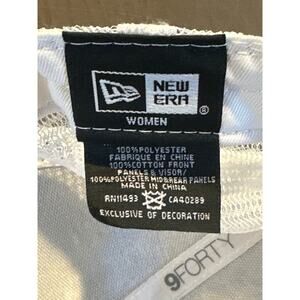 NEW
ERA
®
WOMEN
100%POLYESTER
FABRIQUE EN CHINE
100%COTTON FRONT
PANELS & VISOR/
100%POLYESTER MID&REAR PANELS
MADE IN CHINA
RN11493 CA40289
EXCLUSIVE OF DECORATION
9FORTY